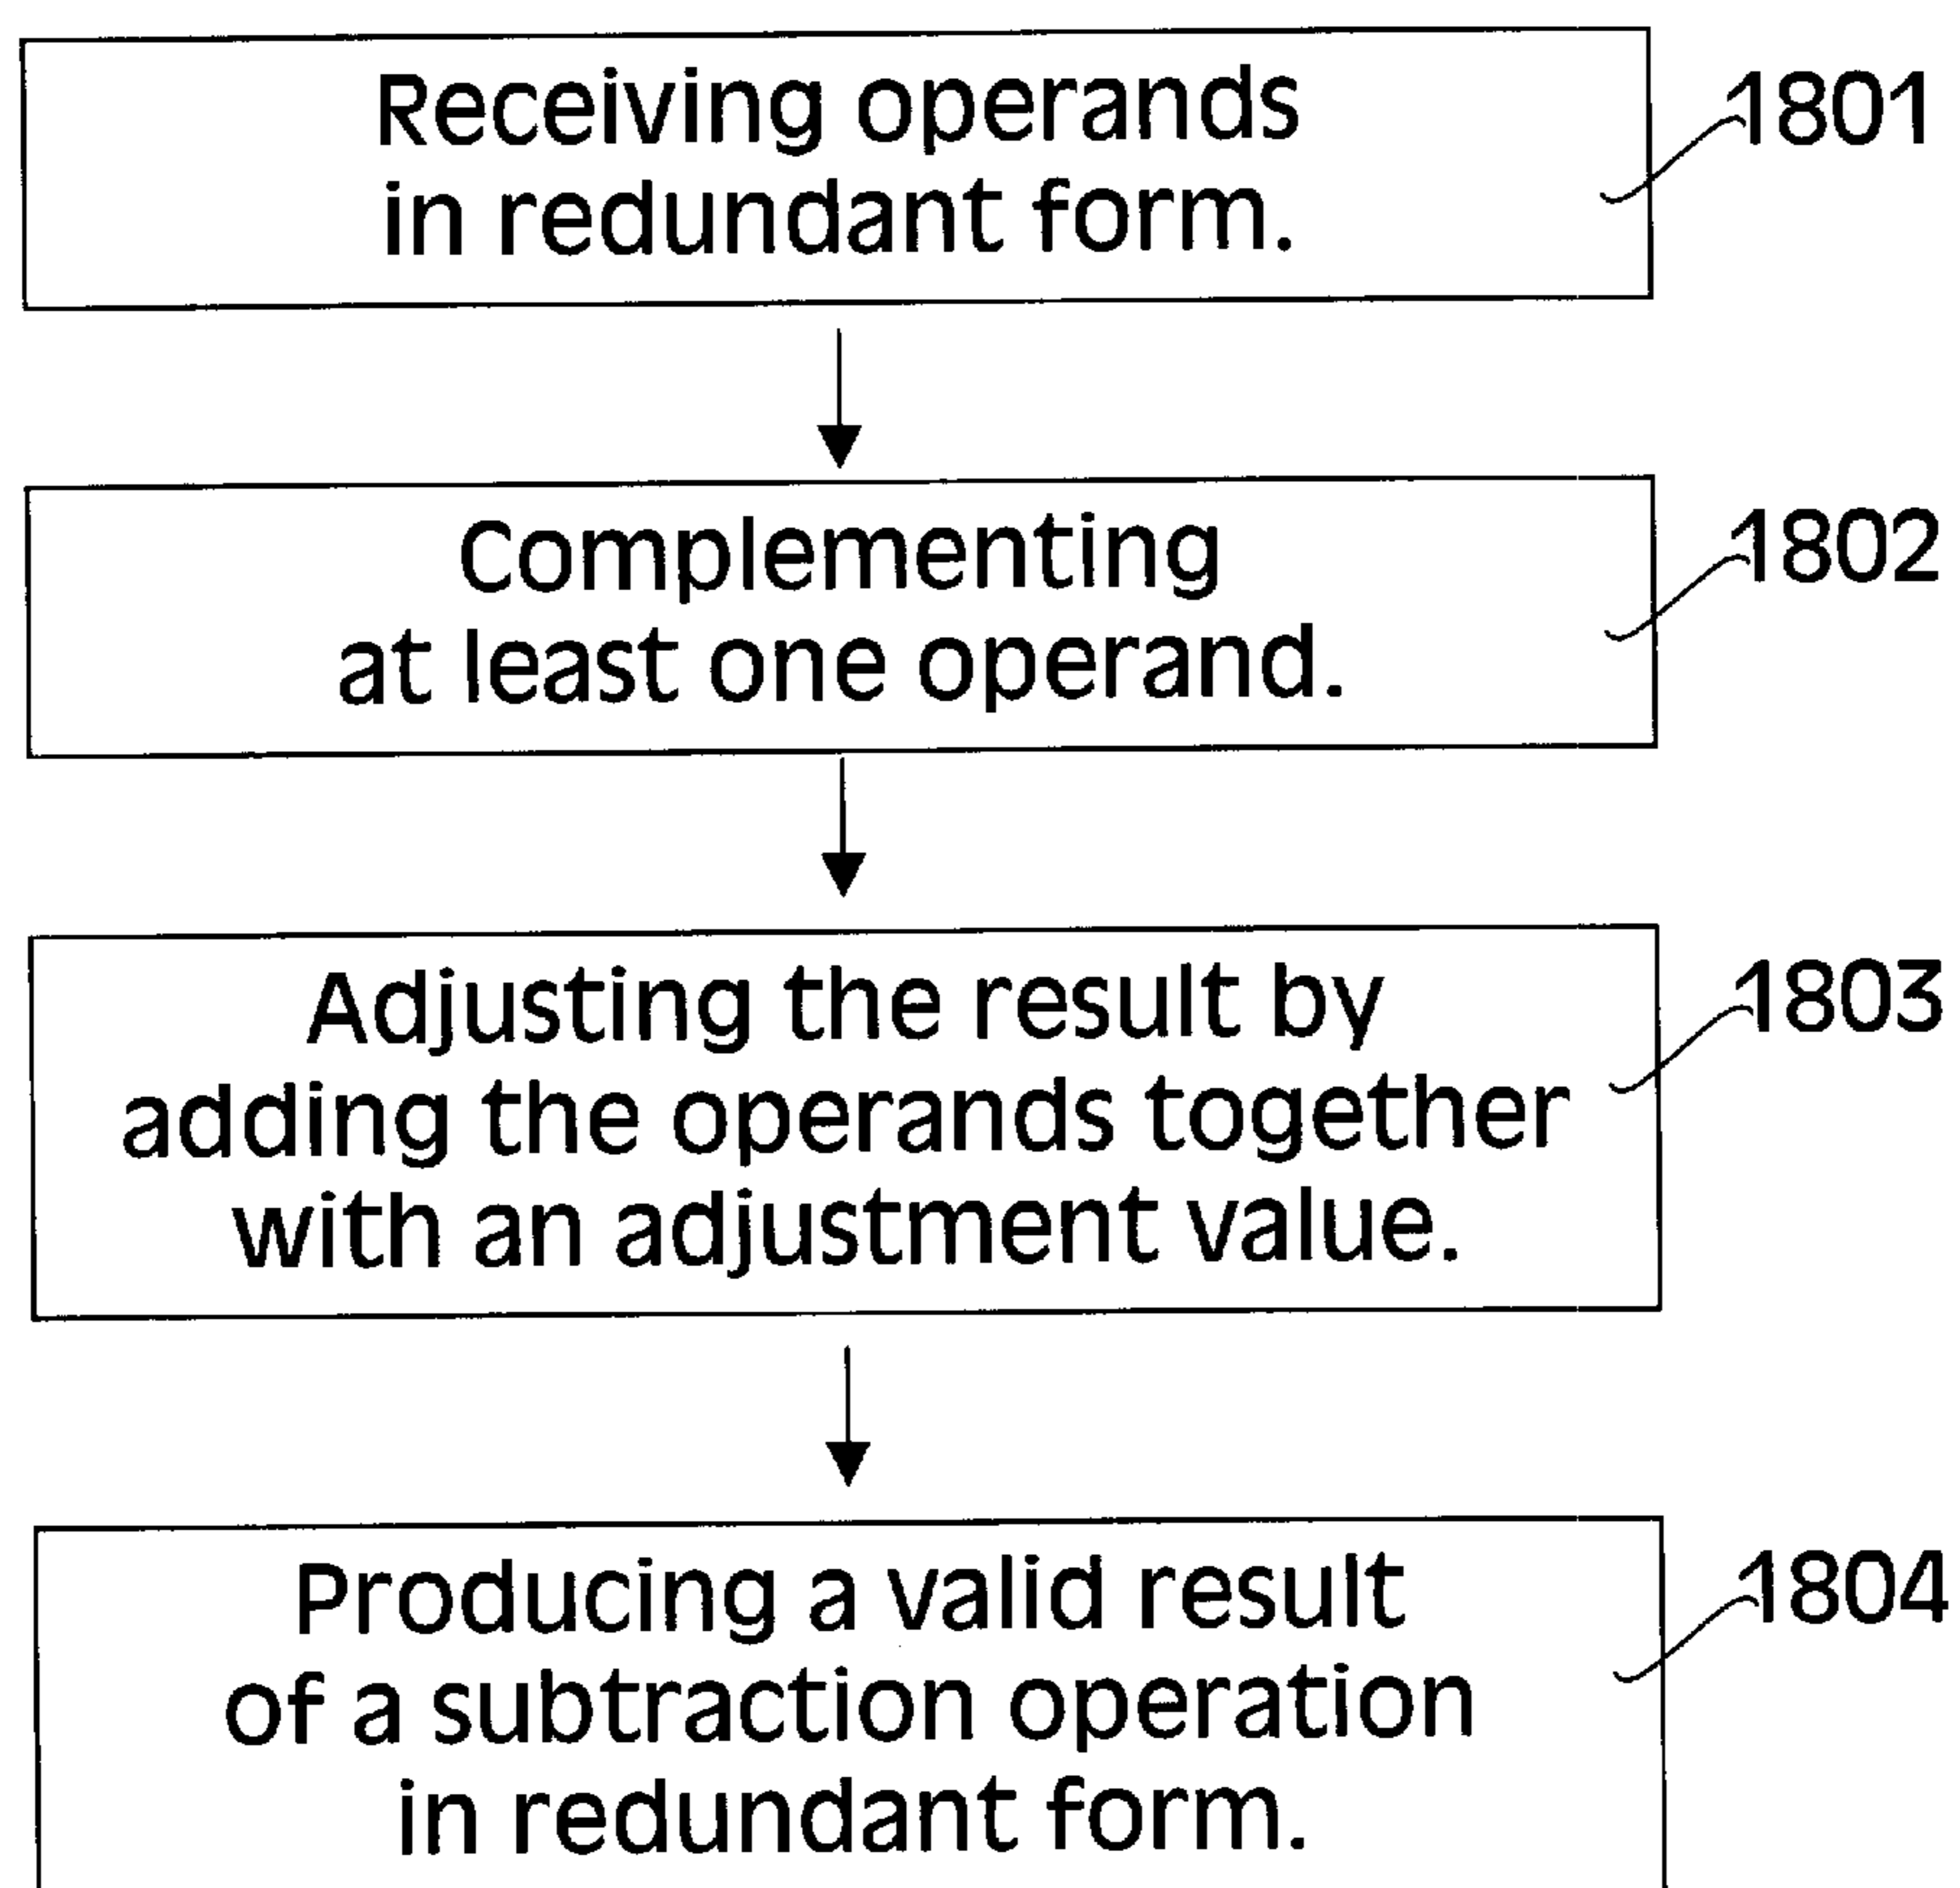 Receiving operands
in redundant form.
1801
Complementing
at least one operand.
1802
Adjusting the result by
adding the operands together
with an adjustment value.
1803
Producing a valid result
of a subtraction operation
in redundant form.
1804